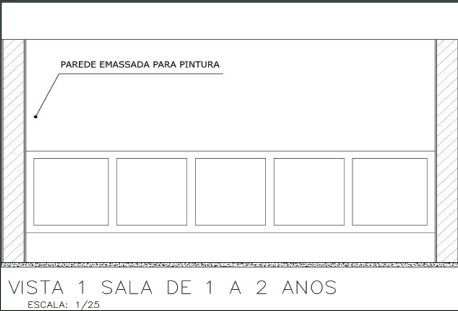 PAREDE EMASSADA PARA PINTURA
VISTA 1 SALA DE 1 A 2 ANOS
ESCALA: 1/25